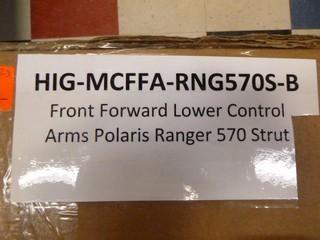 HIG-MCFFA-RNG570S-B
Front Forward Lower Control
Arms Polaris Ranger 570 Strut